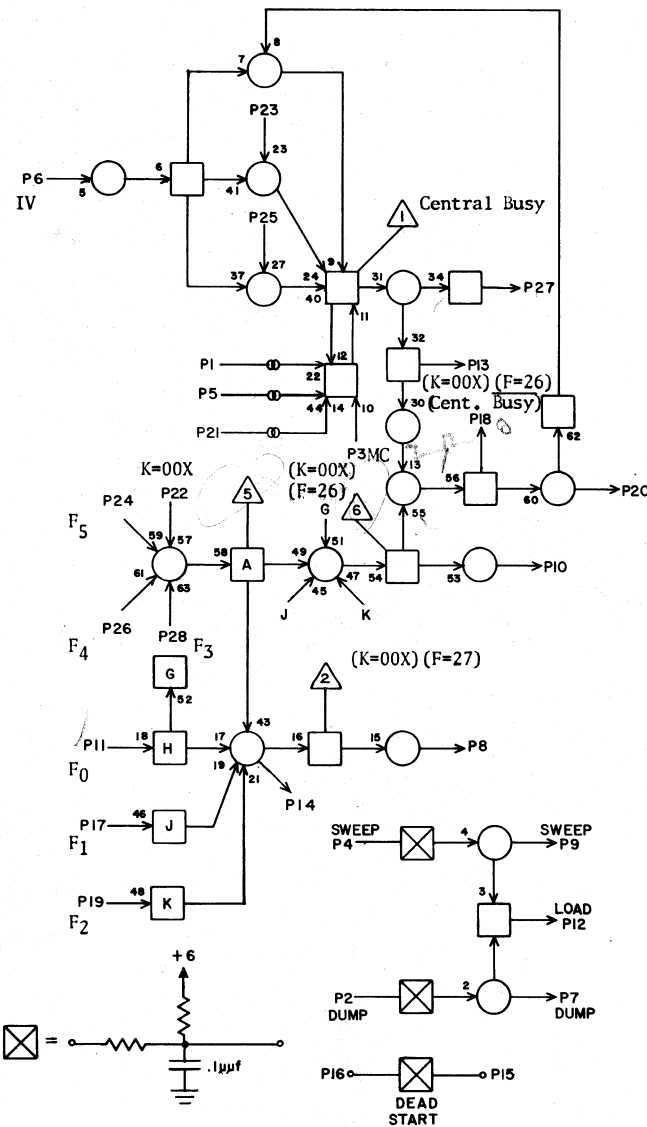 8
7
P23
23
P6
5
6
41
IV
Central Busy
1
P25
27
9
37
24
40
31
34
P27
11
32
P1
12
22
P13
P5
(K=00X) (F=26)
44 14
10
30
(Cent. Busy)
P21
P18
62
P3MC
13
K=00X
5
(K=00X)
(F=26)
56
60
P20
P24
P22
G
6
55
F5
59
57
51
58
A
49
61
63
45
47
54
53
P10
J
K
P26
P28
F4
F3
G
2
(K=00X) (F=27)
52
43
P11
18
H
17
16
15
P8
F0
19
21
P14
P17
46
J
F1
SWEEP
P4
4
SWEEP
P9
P19
48
K
3
LOAD
P12
F2
+6
P2
DUMP
2
P7
DUMP
=
.1μμf
P16
P15
DEAD
START